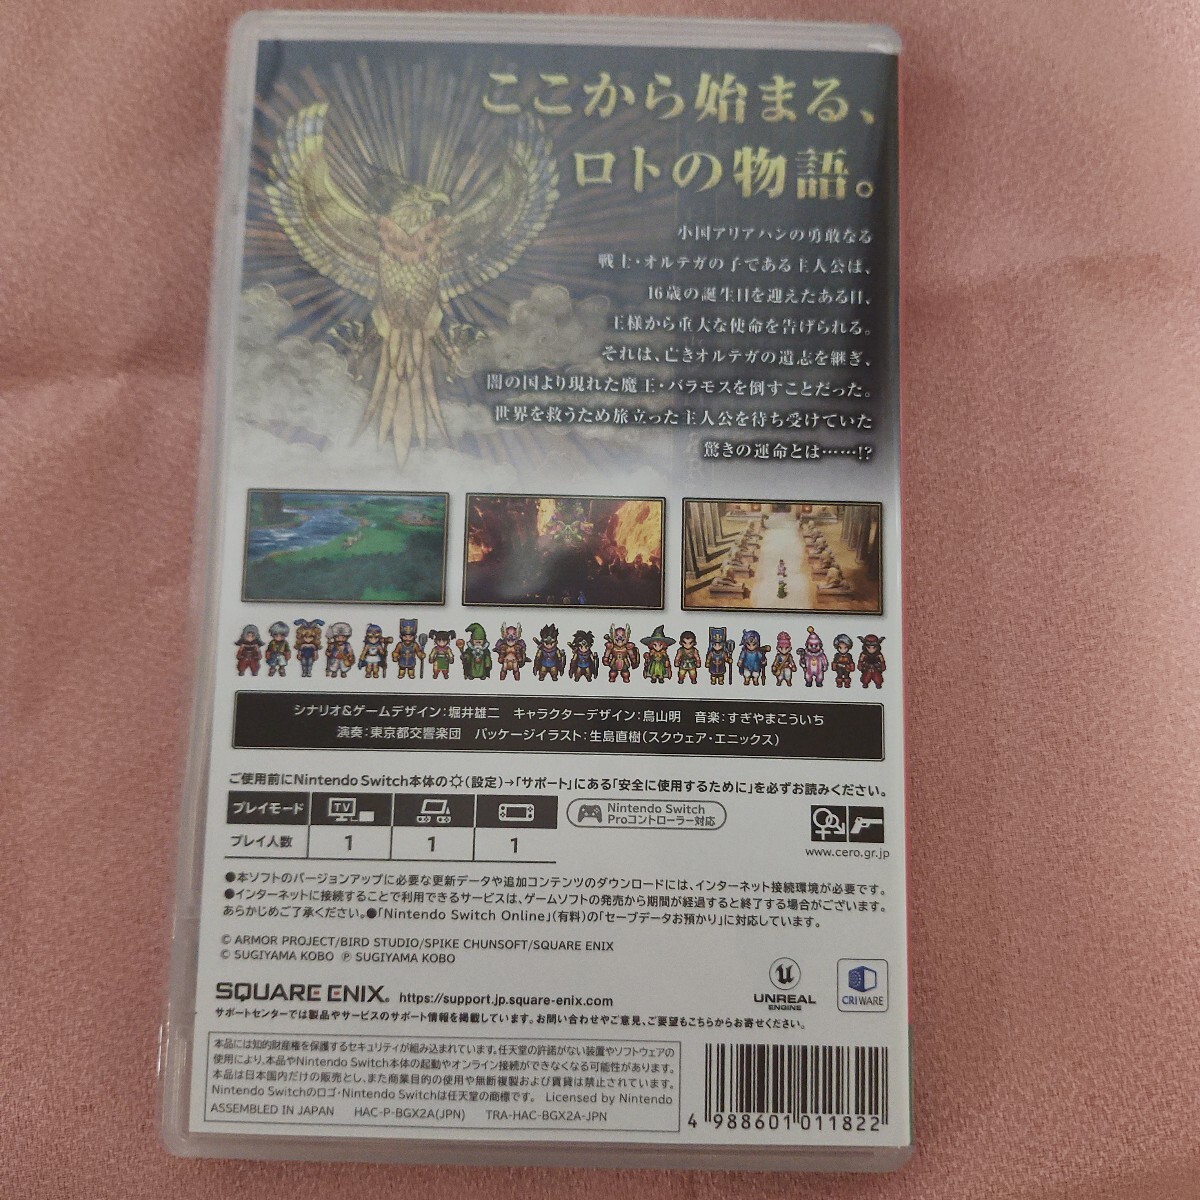 ここから始まる、
ロトの物語。
小国アリアハンの勇敢なる
戦士・オルテガの子である主人公は、
16歳の誕生日を迎えたある日、
王様から重大な使命を告げられる。
それは、亡きオルテガの遺志を継ぎ、
闇の国より現れた魔王・バラモスを倒すことだった。
世界を救うため旅立った主人公を待ち受けていた
驚きの運命とは……!?
シナリオ&ゲームデザイン:堀井雄二 キャラクターデザイン:鳥山明 音楽:すぎやまこういち
演奏:東京都交響楽団 パッケージイラスト:生島直樹(スクウェア・エニックス)
ご使用前にNintendo Switch本体の(設定)→「サポート」にある「安全に使用するために」を必ずお読みください。
プレイモード TV
プレイ人数 1 1 1
Nintendo Switch
Proコントローラー対応
www.cero.gr.jp
●本ソフトのバージョンアップに必要な更新データや追加コンテンツのダウンロードには、インターネット接続環境が必要です。
●インターネットに接続することで利用できるサービスは、ゲームソフトの発売から期間が経過すると終了する場合がございます。
あらかじめご了承ください。●「Nintendo Switch Online」(有料)の「セーブデータお預かり」に対応しています。
© ARMOR PROJECT/BIRD STUDIO/SPIKE CHUNSOFT/SQUARE ENIX
© SUGIYAMA KOBO ℗ SUGIYAMA KOBO
SQUARE ENIX. https://support.jp.square-enix.com
UNREAL
ENGINE
CRIWARE
サポートセンターでは製品やサービスのサポート情報を掲載しています。お問い合わせやご意見、ご要望もこちらからお寄せください。
本品には知的財産権を保護するセキュリティが組み込まれています。任天堂の許諾がない装置やソフトウェアの
使用により、本品やNintendo Switch本体の起動やオンライン接続ができなくなる可能性があります。
本品は日本国内だけの販売とし、また商業目的の使用や無断複製および賃貸は禁止されています。
Nintendo Switchのロゴ・Nintendo Switchは任天堂の商標です。 Licensed by Nintendo
ASSEMBLED IN JAPAN HAC-P-BGX2A(JPN) TRA-HAC-BGX2A-JPN
4 988601 011822